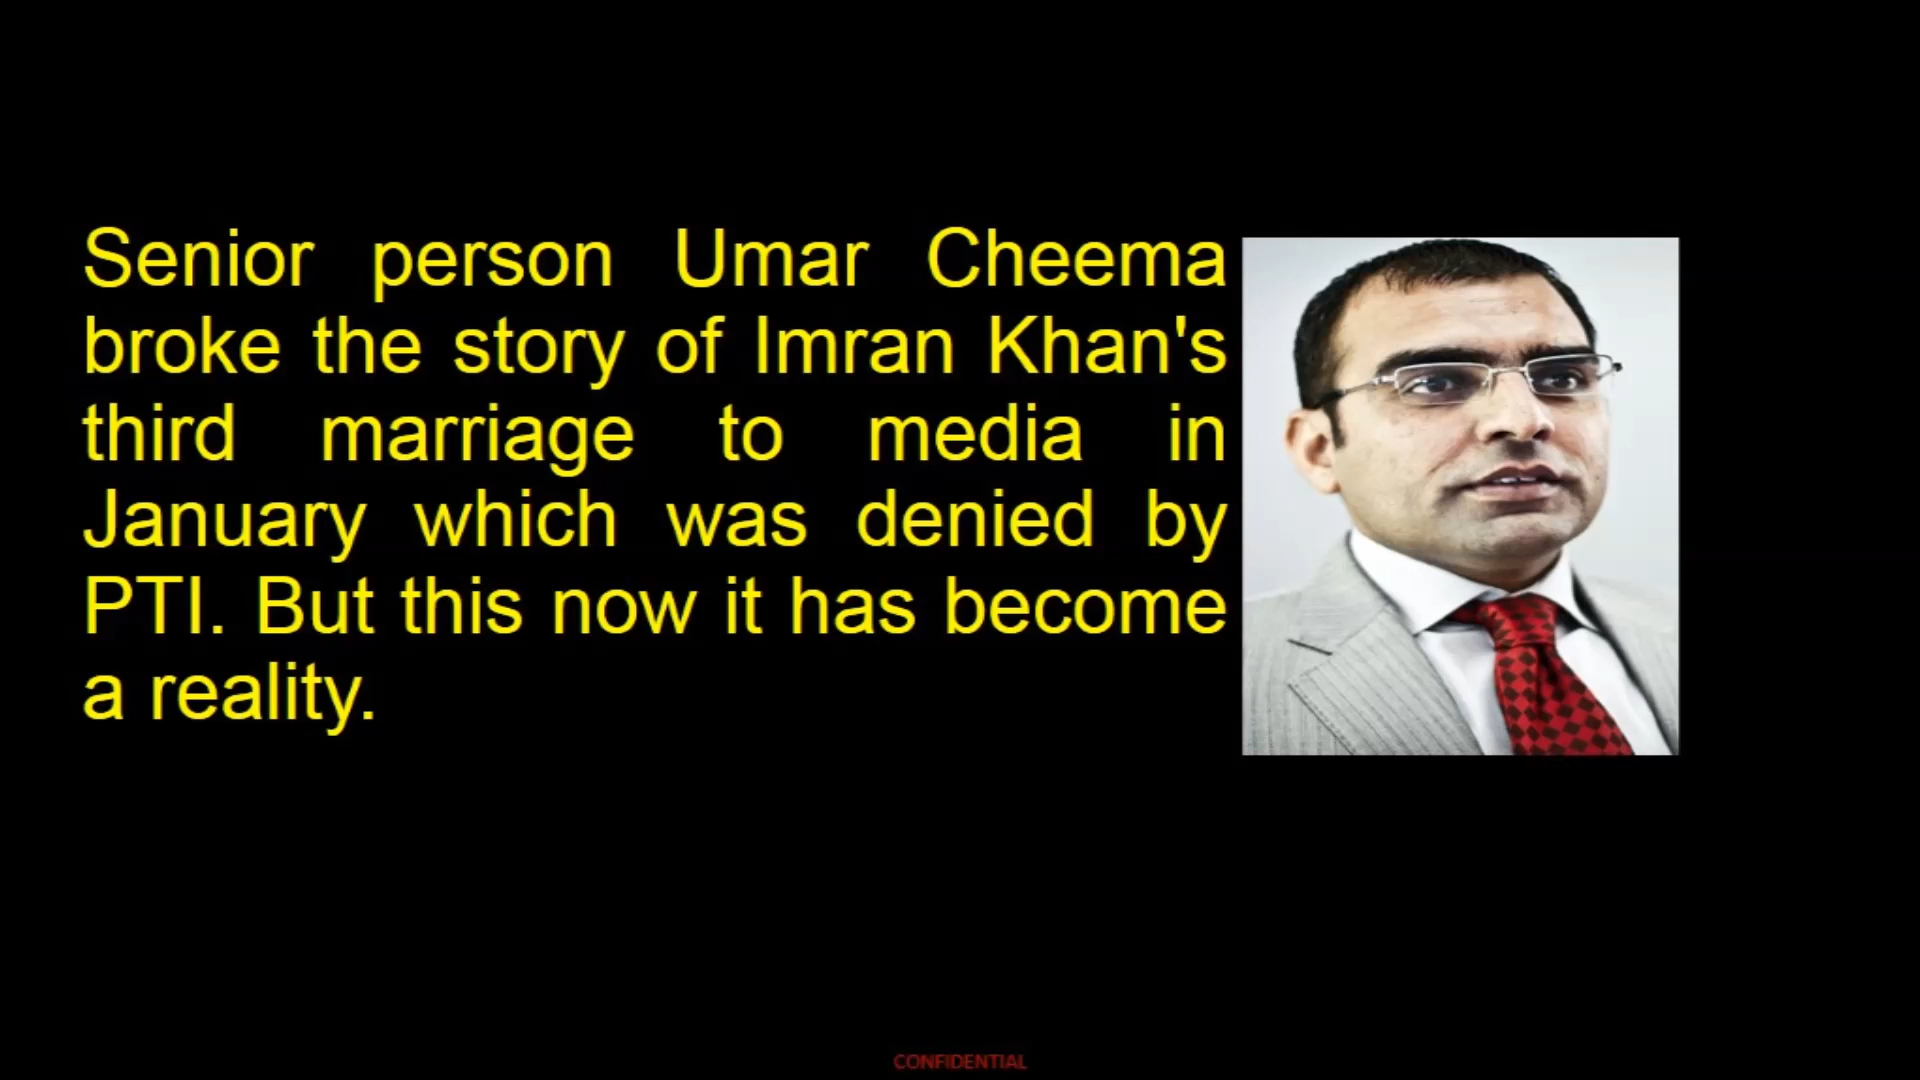 Senior person Umar Cheema
broke the story of Imran Khan's
third marriage to media in
January which was denied by
PTI. But this now it has become
a reality.
CONFIDENTIAL